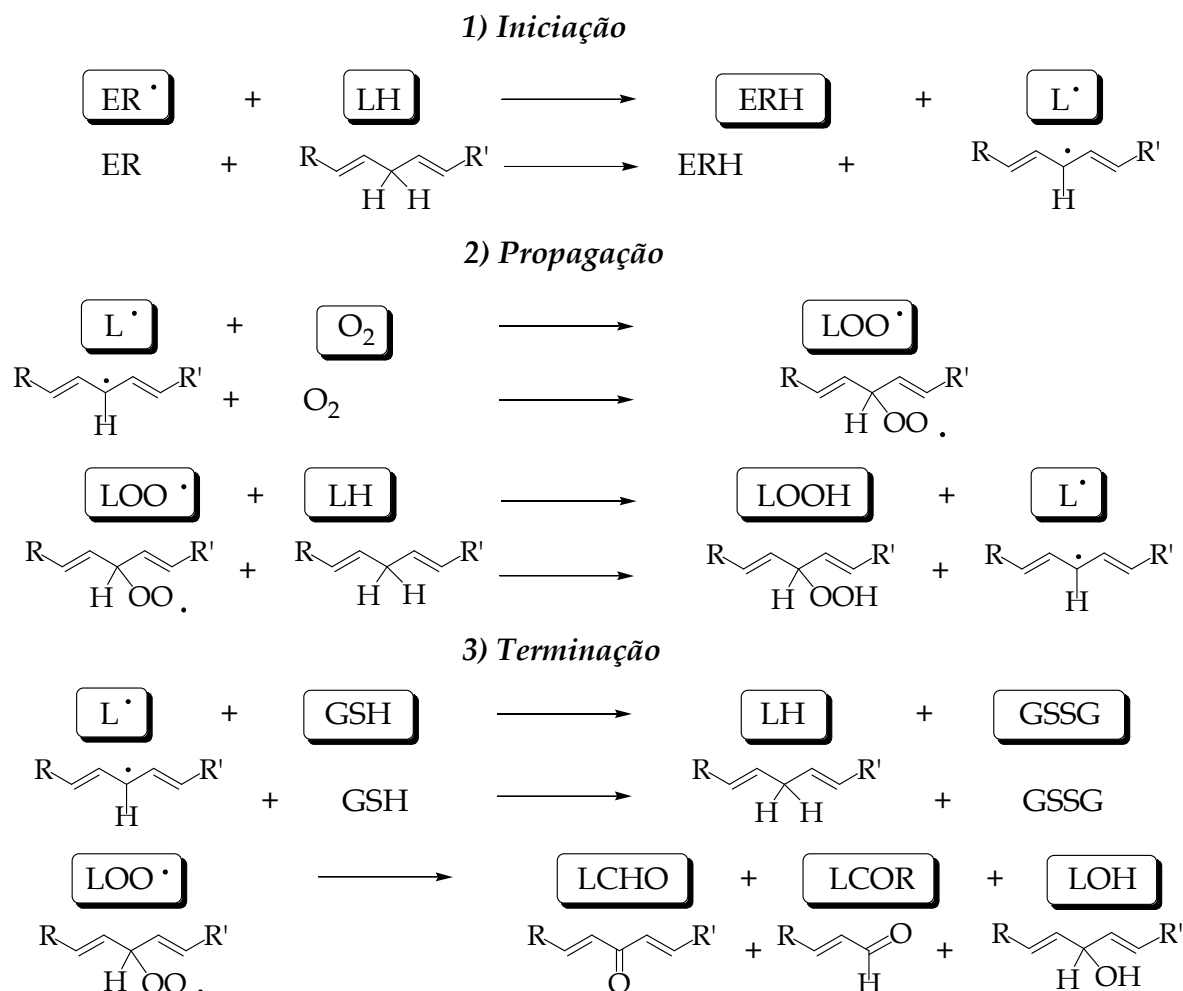 1) Iniciação
ER• + LH ERH + L•
ER + R R' H H ERH + R • R' H
2) Propagação
L• + O2 LOO•
R • R' H + O2 R R' H OO •
LOO• + LH LOOH + L•
R R' H OO • + R R' H H R R' H OOH + R • R' H
3) Terminação
L• + GSH LH + GSSG
R • R' H + GSH R R' H H + GSSG
LOO• LCHO + LCOR + LOH
R R' H OO • R R' O + R O H + R R' H OH